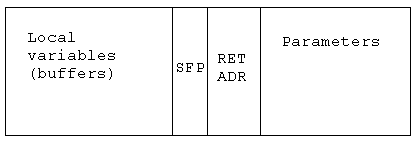 Local
variables
(buffers)
SFP
RET
ADR
Parameters